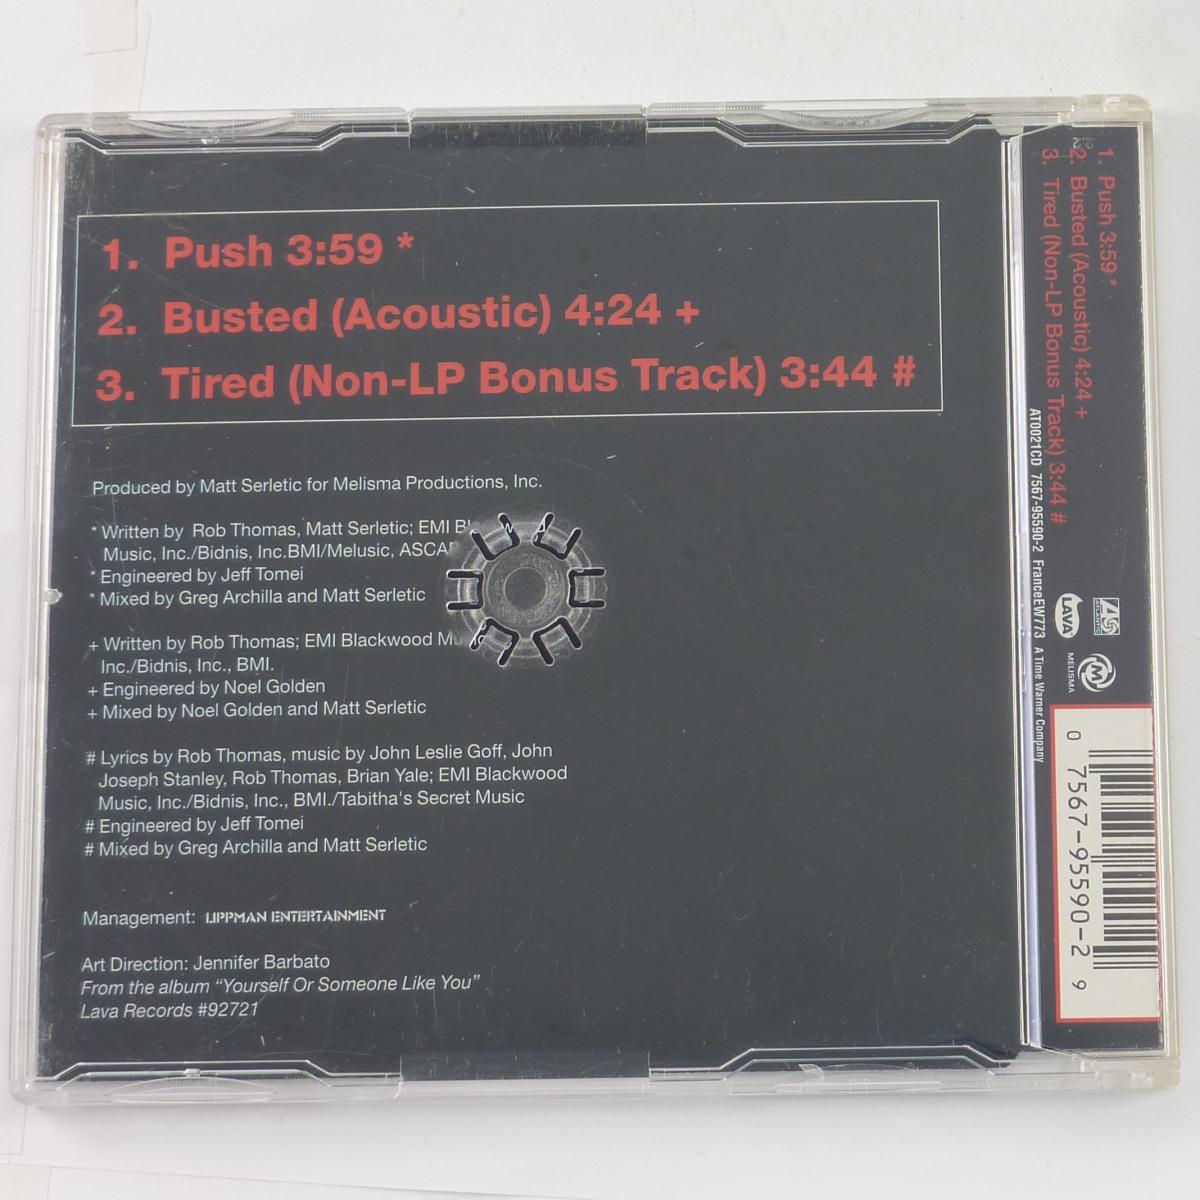 1. Push 3:59 *
2. Busted (Acoustic) 4:24 +
3. Tired (Non-LP Bonus Track) 3:44 #
Produced by Matt Serletic for Melisma Productions, Inc.
* Written by Rob Thomas, Matt Serletic; EMI
Music, Inc./Bidnis, Inc.BMI/Melusic,
* Engineered by Jeff Tomei
* Mixed by Greg Archilla and Matt Serletic
+ Written by Rob Thomas; EMI Blackwood
Inc./Bidnis, Inc., BMI.
+ Engineered by Noel Golden
+ Mixed by Noel Golden and Matt Serletic
# Lyrics by Rob Thomas, music by John Leslie Goff, John
Joseph Stanley, Rob Thomas, Brian Yale; EMI Blackwood
Music, Inc./Bidnis, Inc., BMI./Tabitha's Secret Music
# Engineered by Jeff Tomei
# Mixed by Greg Archilla and Matt Serletic
Management: LIPPMAN ENTERTAINMENT
Art Direction: Jennifer Barbato
From the album “Yourself Or Someone Like You”
Lava Records #92721
1. Push 3:59 *
2. Busted (Acoustic) 4:24 +
3. Tired (Non-LP Bonus Track) 3:44 #
AT0021CD 7567-95590-2 FranceEW773 A Time Warner Company
ATLANTIC
LAVA
M
MELISMA
0 7567-95590-2 9